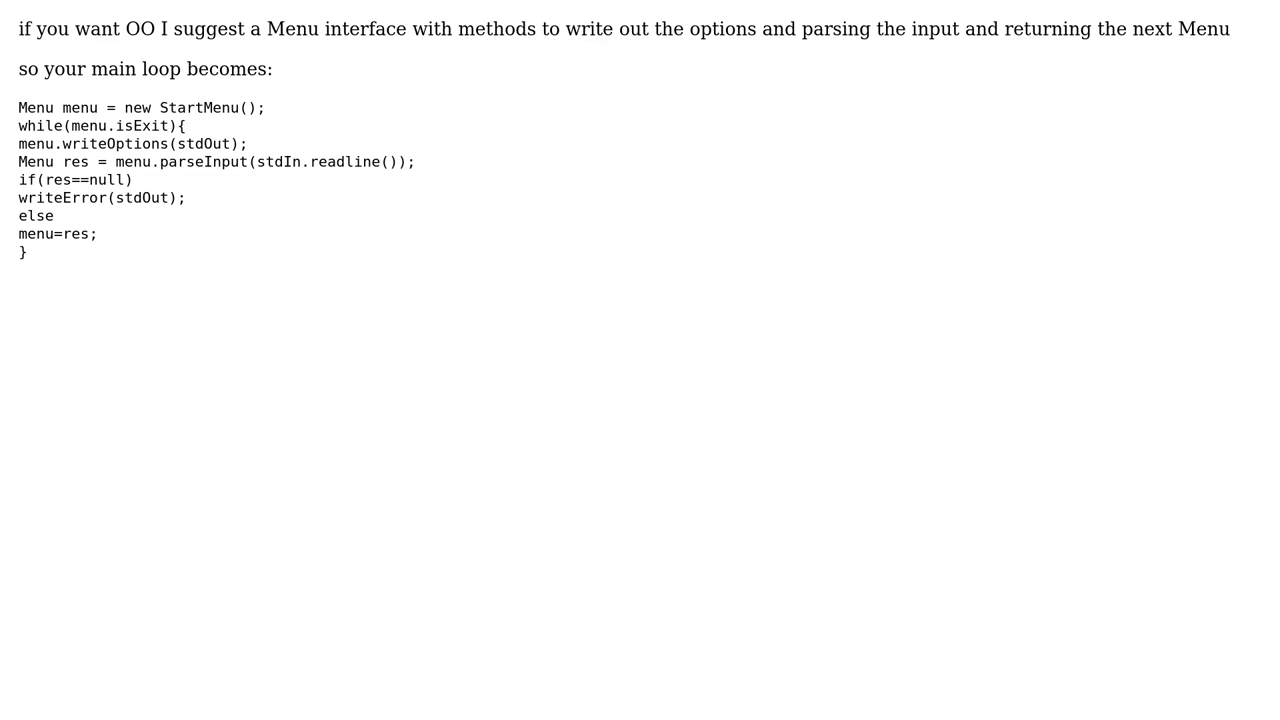 if you want OO I suggest a Menu interface with methods to write out the options and parsing the input and returning the next Menu
so your main loop becomes:
Menu menu = new StartMenu();
while(menu.isExit){
menu.writeOptions(stdOut);
Menu res = menu.parseInput(stdIn.readline());
if(res==null)
writeError(stdOut);
else
menu=res;
}